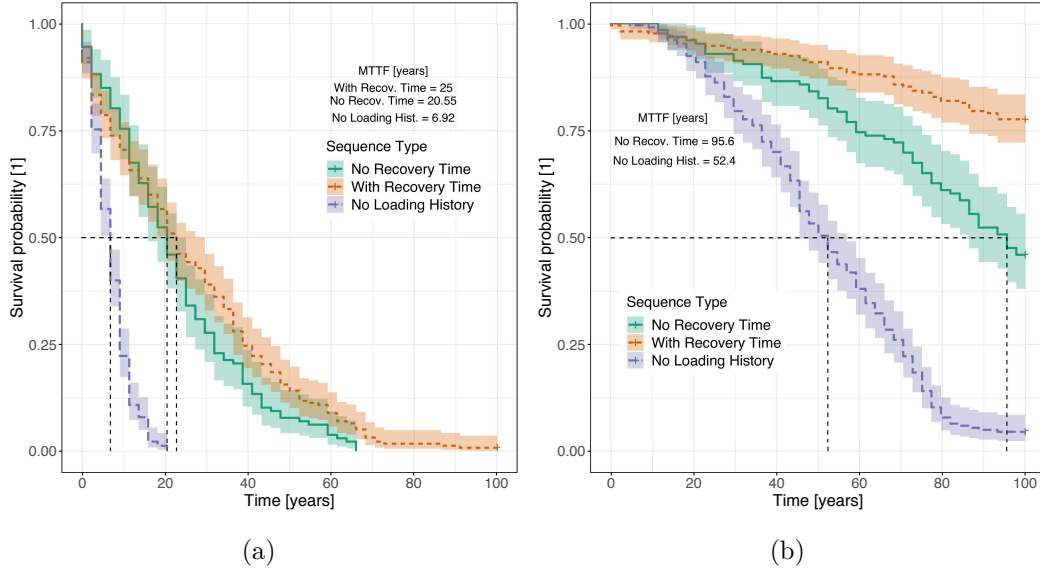 1.00
0.75
0.50
0.25
0.00
Survival probability [1]
MTTF [years]
With Recov. Time = 25
No Recov. Time = 20.55
No Loading Hist. = 6.92
Sequence Type
No Recovery Time
With Recovery Time
No Loading History
0 20 40 60 80 100
Time [years]
(a)
1.00
0.75
0.50
0.25
0.00
Survival probability [1]
MTTF [years]
No Recov. Time = 95.6
No Loading Hist. = 52.4
Sequence Type
No Recovery Time
With Recovery Time
No Loading History
0 20 40 60 80 100
Time [years]
(b)